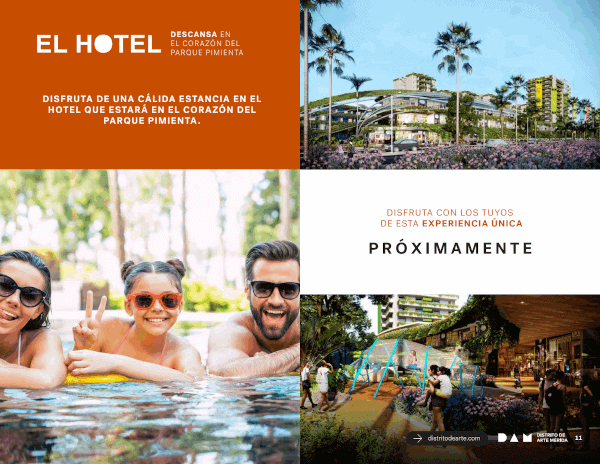 EL HOTEL
DESCANSA EN
EL CORAZÓN DEL
PARQUE PIMIENTA
DISFRUTA DE UNA CÁLIDA ESTANCIA EN EL
HOTEL QUE ESTARÁ EN EL CORAZÓN DEL
PARQUE PIMIENTA.
DISFRUTA CON LOS TUYOS
DE ESTA EXPERIENCIA ÚNICA
PRÓXIMAMENTE
distritodearte.com
DAM
DISTRITO DE
ARTE MÉRIDA
11